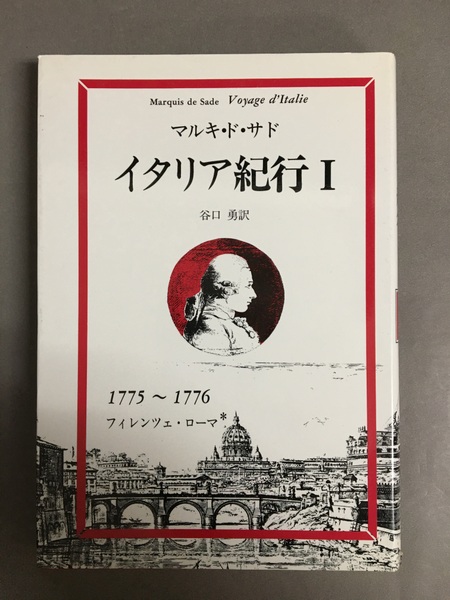 Marquis de Sade Voyage d'Italie
マルキ・ド・サド
イタリア紀行 I
谷口 勇訳
1775 〜 1776
フィレンツェ・ローマ*